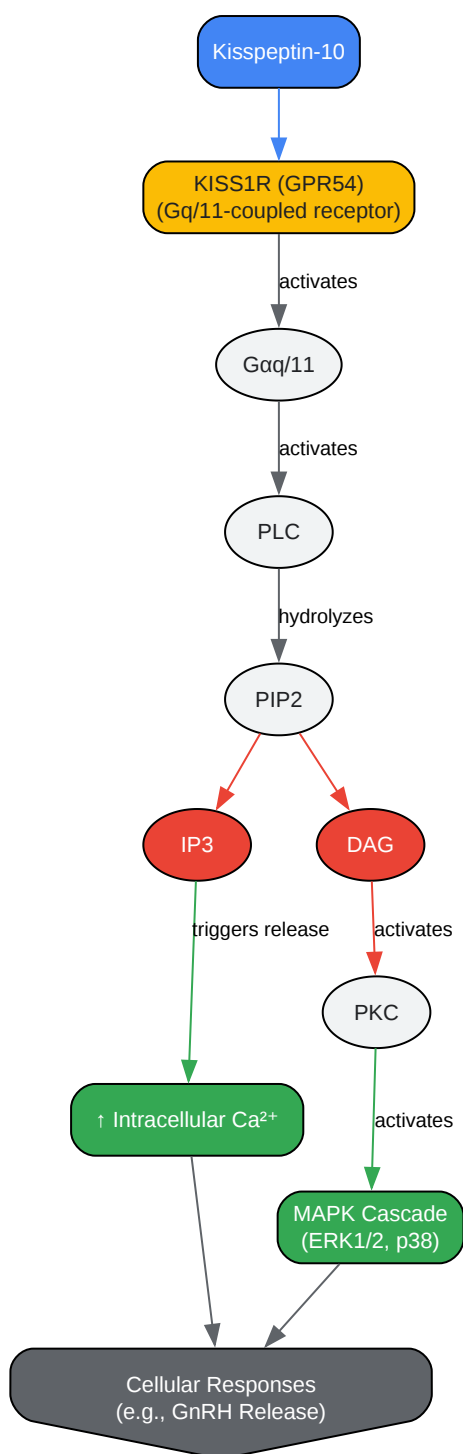 Kisspeptin-10
KISS1R (GPR54)
(Gq/11-coupled receptor)
activates
Gαq/11
activates
PLC
hydrolyzes
PIP2
IP3
DAG
triggers release
activates
PKC
↑ Intracellular Ca²⁺
activates
MAPK Cascade
(ERK1/2, p38)
Cellular Responses
(e.g., GnRH Release)